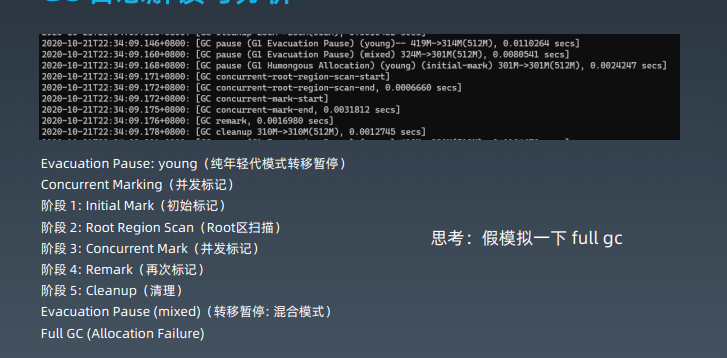 2020-10-21T22:34:09.146+0800: [GC pause (G1 Evacuation Pause) (young)-- 419M->314M(512M), 0.0110264 secs]
2020-10-21T22:34:09.160+0800: [GC pause (G1 Evacuation Pause) (mixed) 324M->300M(512M), 0.0080541 secs]
2020-10-21T22:34:09.168+0800: [GC pause (G1 Humongous Allocation) (young) (initial-mark) 301M->301M(512M), 0.0024247 secs]
2020-10-21T22:34:09.171+0800: [GC concurrent-root-region-scan-start]
2020-10-21T22:34:09.172+0800: [GC concurrent-root-region-scan-end, 0.0006660 secs]
2020-10-21T22:34:09.172+0800: [GC concurrent-mark-start]
2020-10-21T22:34:09.175+0800: [GC concurrent-mark-end, 0.0031812 secs]
2020-10-21T22:34:09.176+0800: [GC remark, 0.0016980 secs]
2020-10-21T22:34:09.178+0800: [GC cleanup 310M->310M(512M), 0.0012745 secs]
Evacuation Pause: young（纯年轻代模式转移暂停）
Concurrent Marking（并发标记）
阶段 1: Initial Mark（初始标记）
阶段 2: Root Region Scan（Root区扫描）
阶段 3: Concurrent Mark（并发标记）
思考：假模拟一下 full gc
阶段 4: Remark（再次标记）
阶段 5: Cleanup（清理）
Evacuation Pause (mixed)（转移暂停: 混合模式）
Full GC (Allocation Failure)